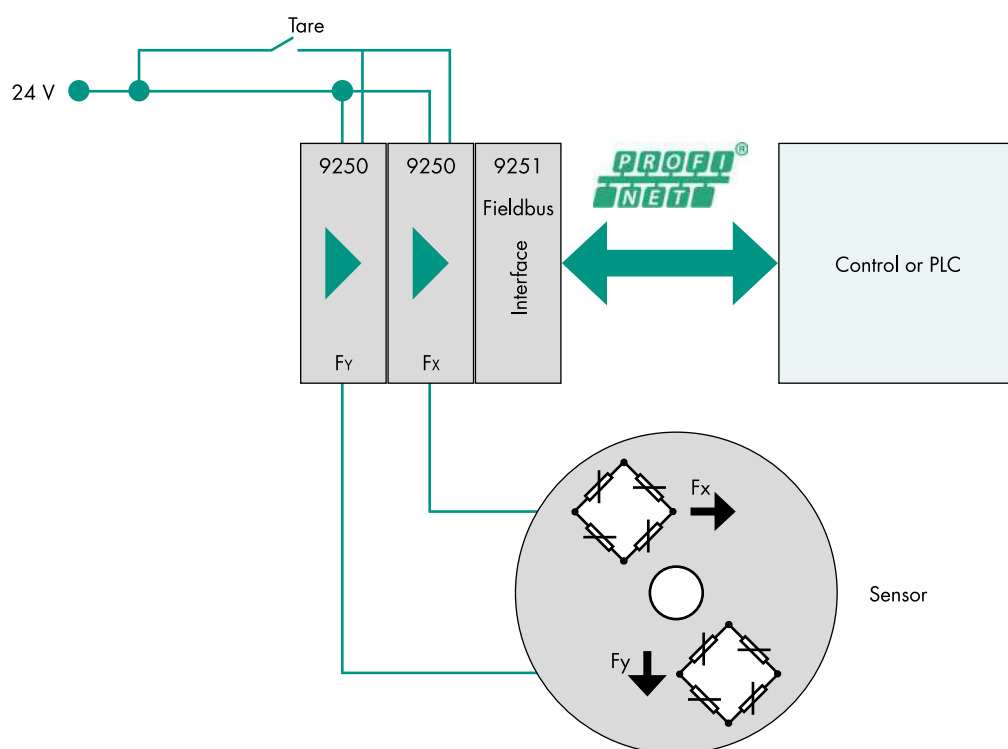 Tare
24 V
9250
9250
9251
Fieldbus
Interface
FY
FX
PROFI®
NET
Control or PLC
Fx
Sensor
Fy